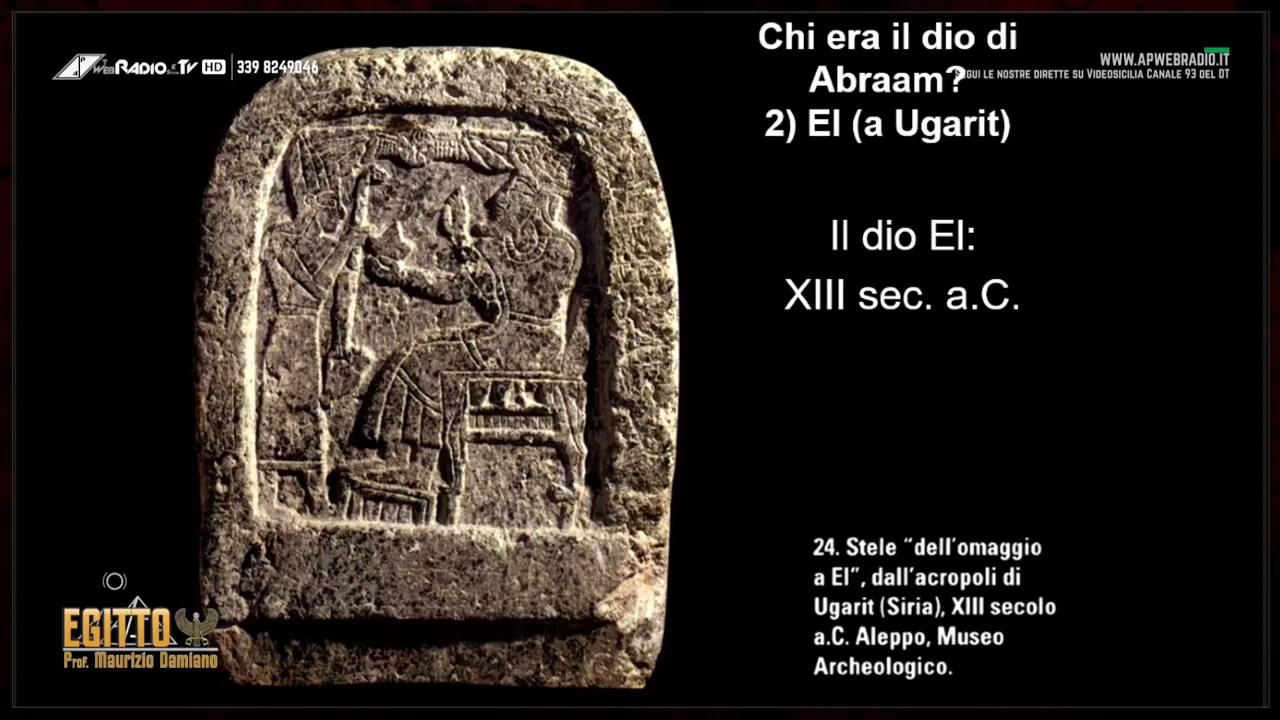 WEB RADIO e TV HD 339 8249046
Chi era il dio di
Abraam?
2) El (a Ugarit)
WWW.APWEBRADIO.IT
Segui le nostre dirette su Videosicilia Canale 93 del DT
Il dio El:
XIII sec. a.C.
24. Stele “dell’omaggio
a El”, dall’acropoli di
Ugarit (Siria), XIII secolo
a.C. Aleppo, Museo
Archeologico.
EGITTO
Prof. Maurizio Damiano